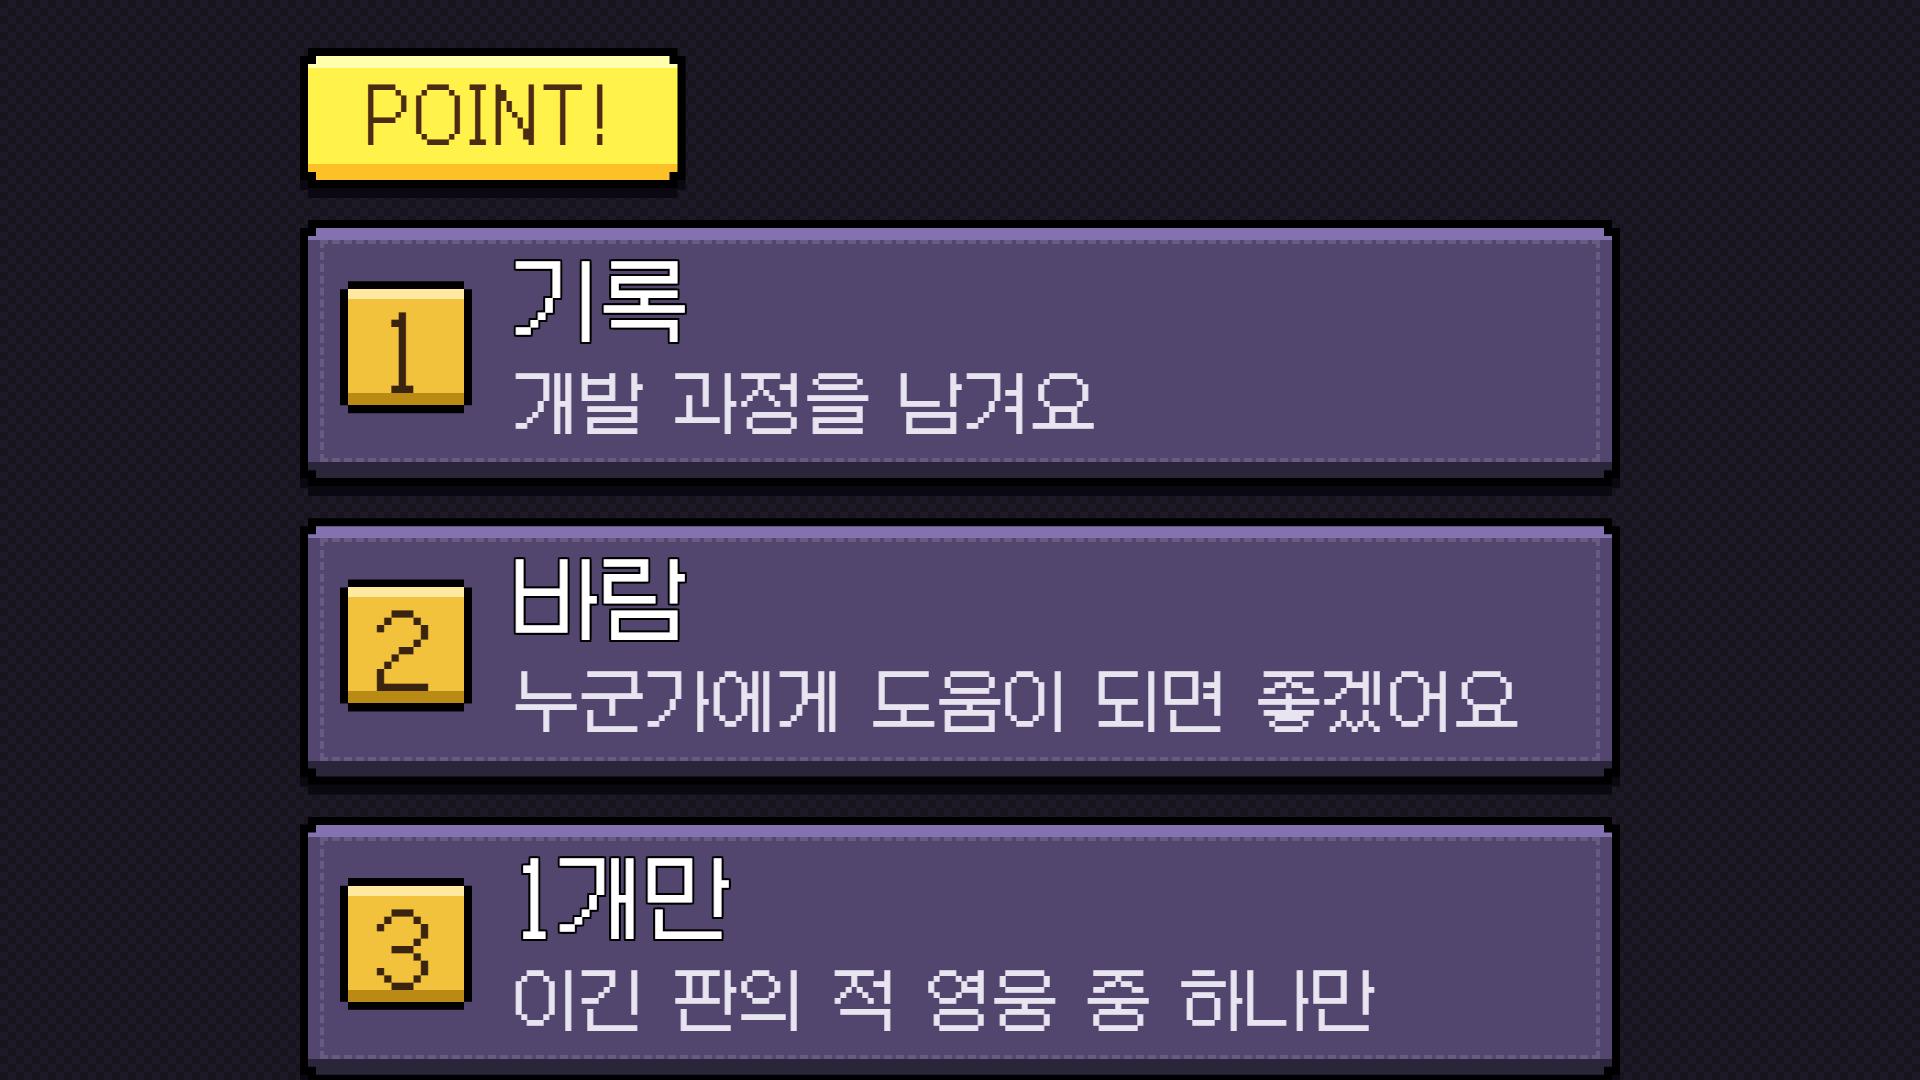 POINT!
1
기록
개발 과정을 남겨요
2
바람
누군가에게 도움이 되면 좋겠어요
3
1개만
이긴 판의 적 영웅 중 하나만